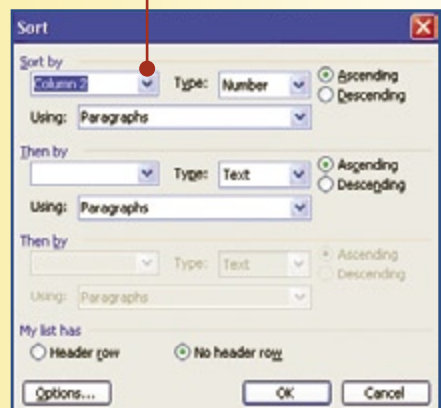 Sort
Sort by
Column 2 Type: Number Ascending
Descending
Using: Paragraphs
Then by
Type: Text Ascending
Descending
Using: Paragraphs
Then by
Type: Text Ascending
Descending
Using: Paragraphs
My list has
Header row No header row
Options... OK Cancel